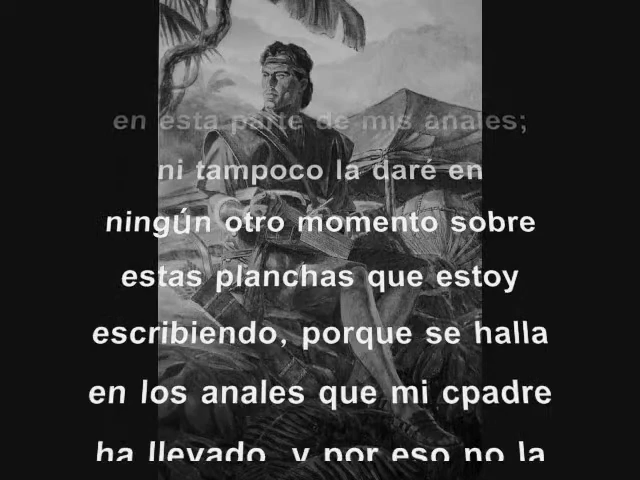 en esta parte de mis anales;
ni tampoco la daré en
ningún otro momento sobre
estas planchas que estoy
escribiendo, porque se halla
en los anales que mi cpadre
ha llevado, y por eso no la